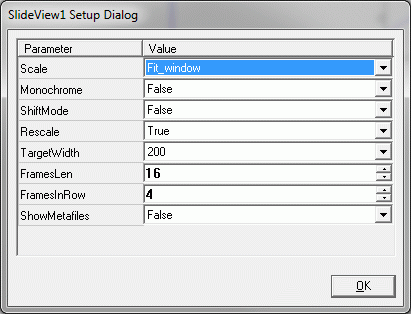 SlideView1 Setup Dialog
Parameter Value
Scale Fit_window
Monochrome False
ShiftMode False
Rescale True
TargetWidth 200
FramesLen 16
FramesInRow 4
ShowMetafiles False
OK